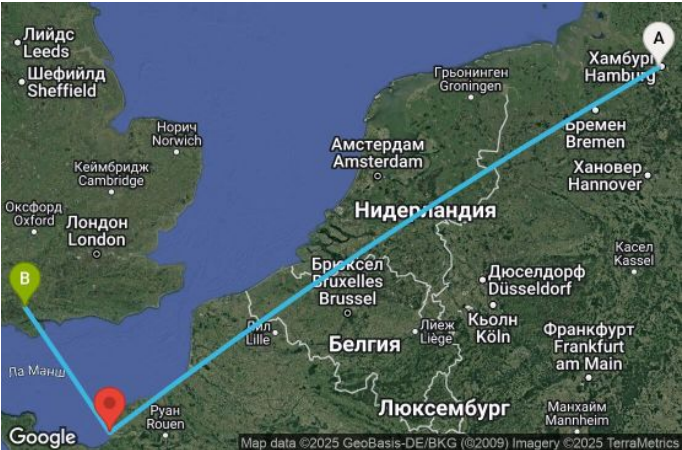 A
Лийдс
Leeds
Шефийлд
Sheffield
Хамбург
Hamburg
Грьонинген
Groningen
Бремен
Bremen
Норич
Norwich
Амстердам
Amsterdam
Хановер
Hannover
Кеймбридж
Cambridge
Оксфорд
Oxford
Лондон
London
Нидерландия
Касел
Kassel
B
Брюксел
Bruxelles
Brussel
Дюселдорф
Düsseldorf
Лил
Lille
Белгия
Лиеж
Liège
Кьолн
Köln
Франкфурт
Frankfurt
am Main
Ла Манш
Люксембург
Руан
Rouen
Манхайм
Mannheim
Google
Map data ©2025 GeoBasis-DE/BKG (©2009) Imagery ©2025 TerraMetrics